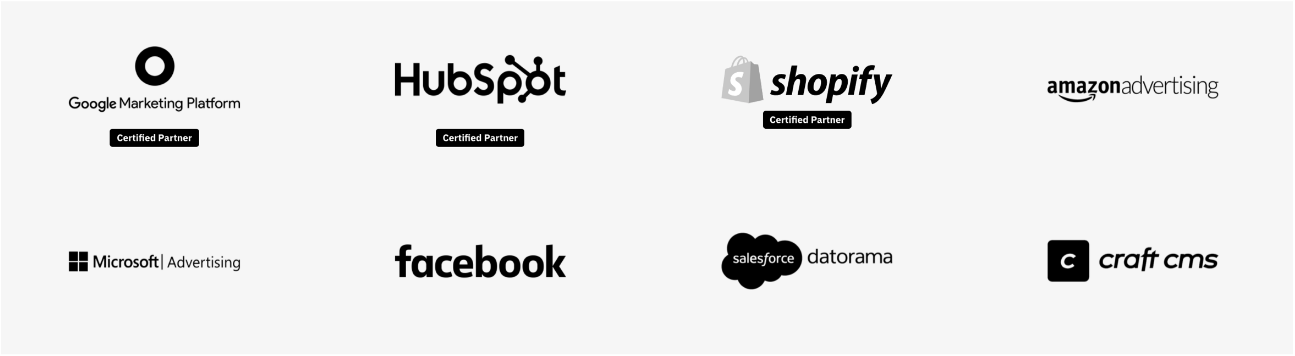 Google Marketing Platform
Certified Partner
HubSpot
Certified Partner
S shopify
Certified Partner
amazonadvertising
Microsoft | Advertising
facebook
salesforce datorama
c craft cms